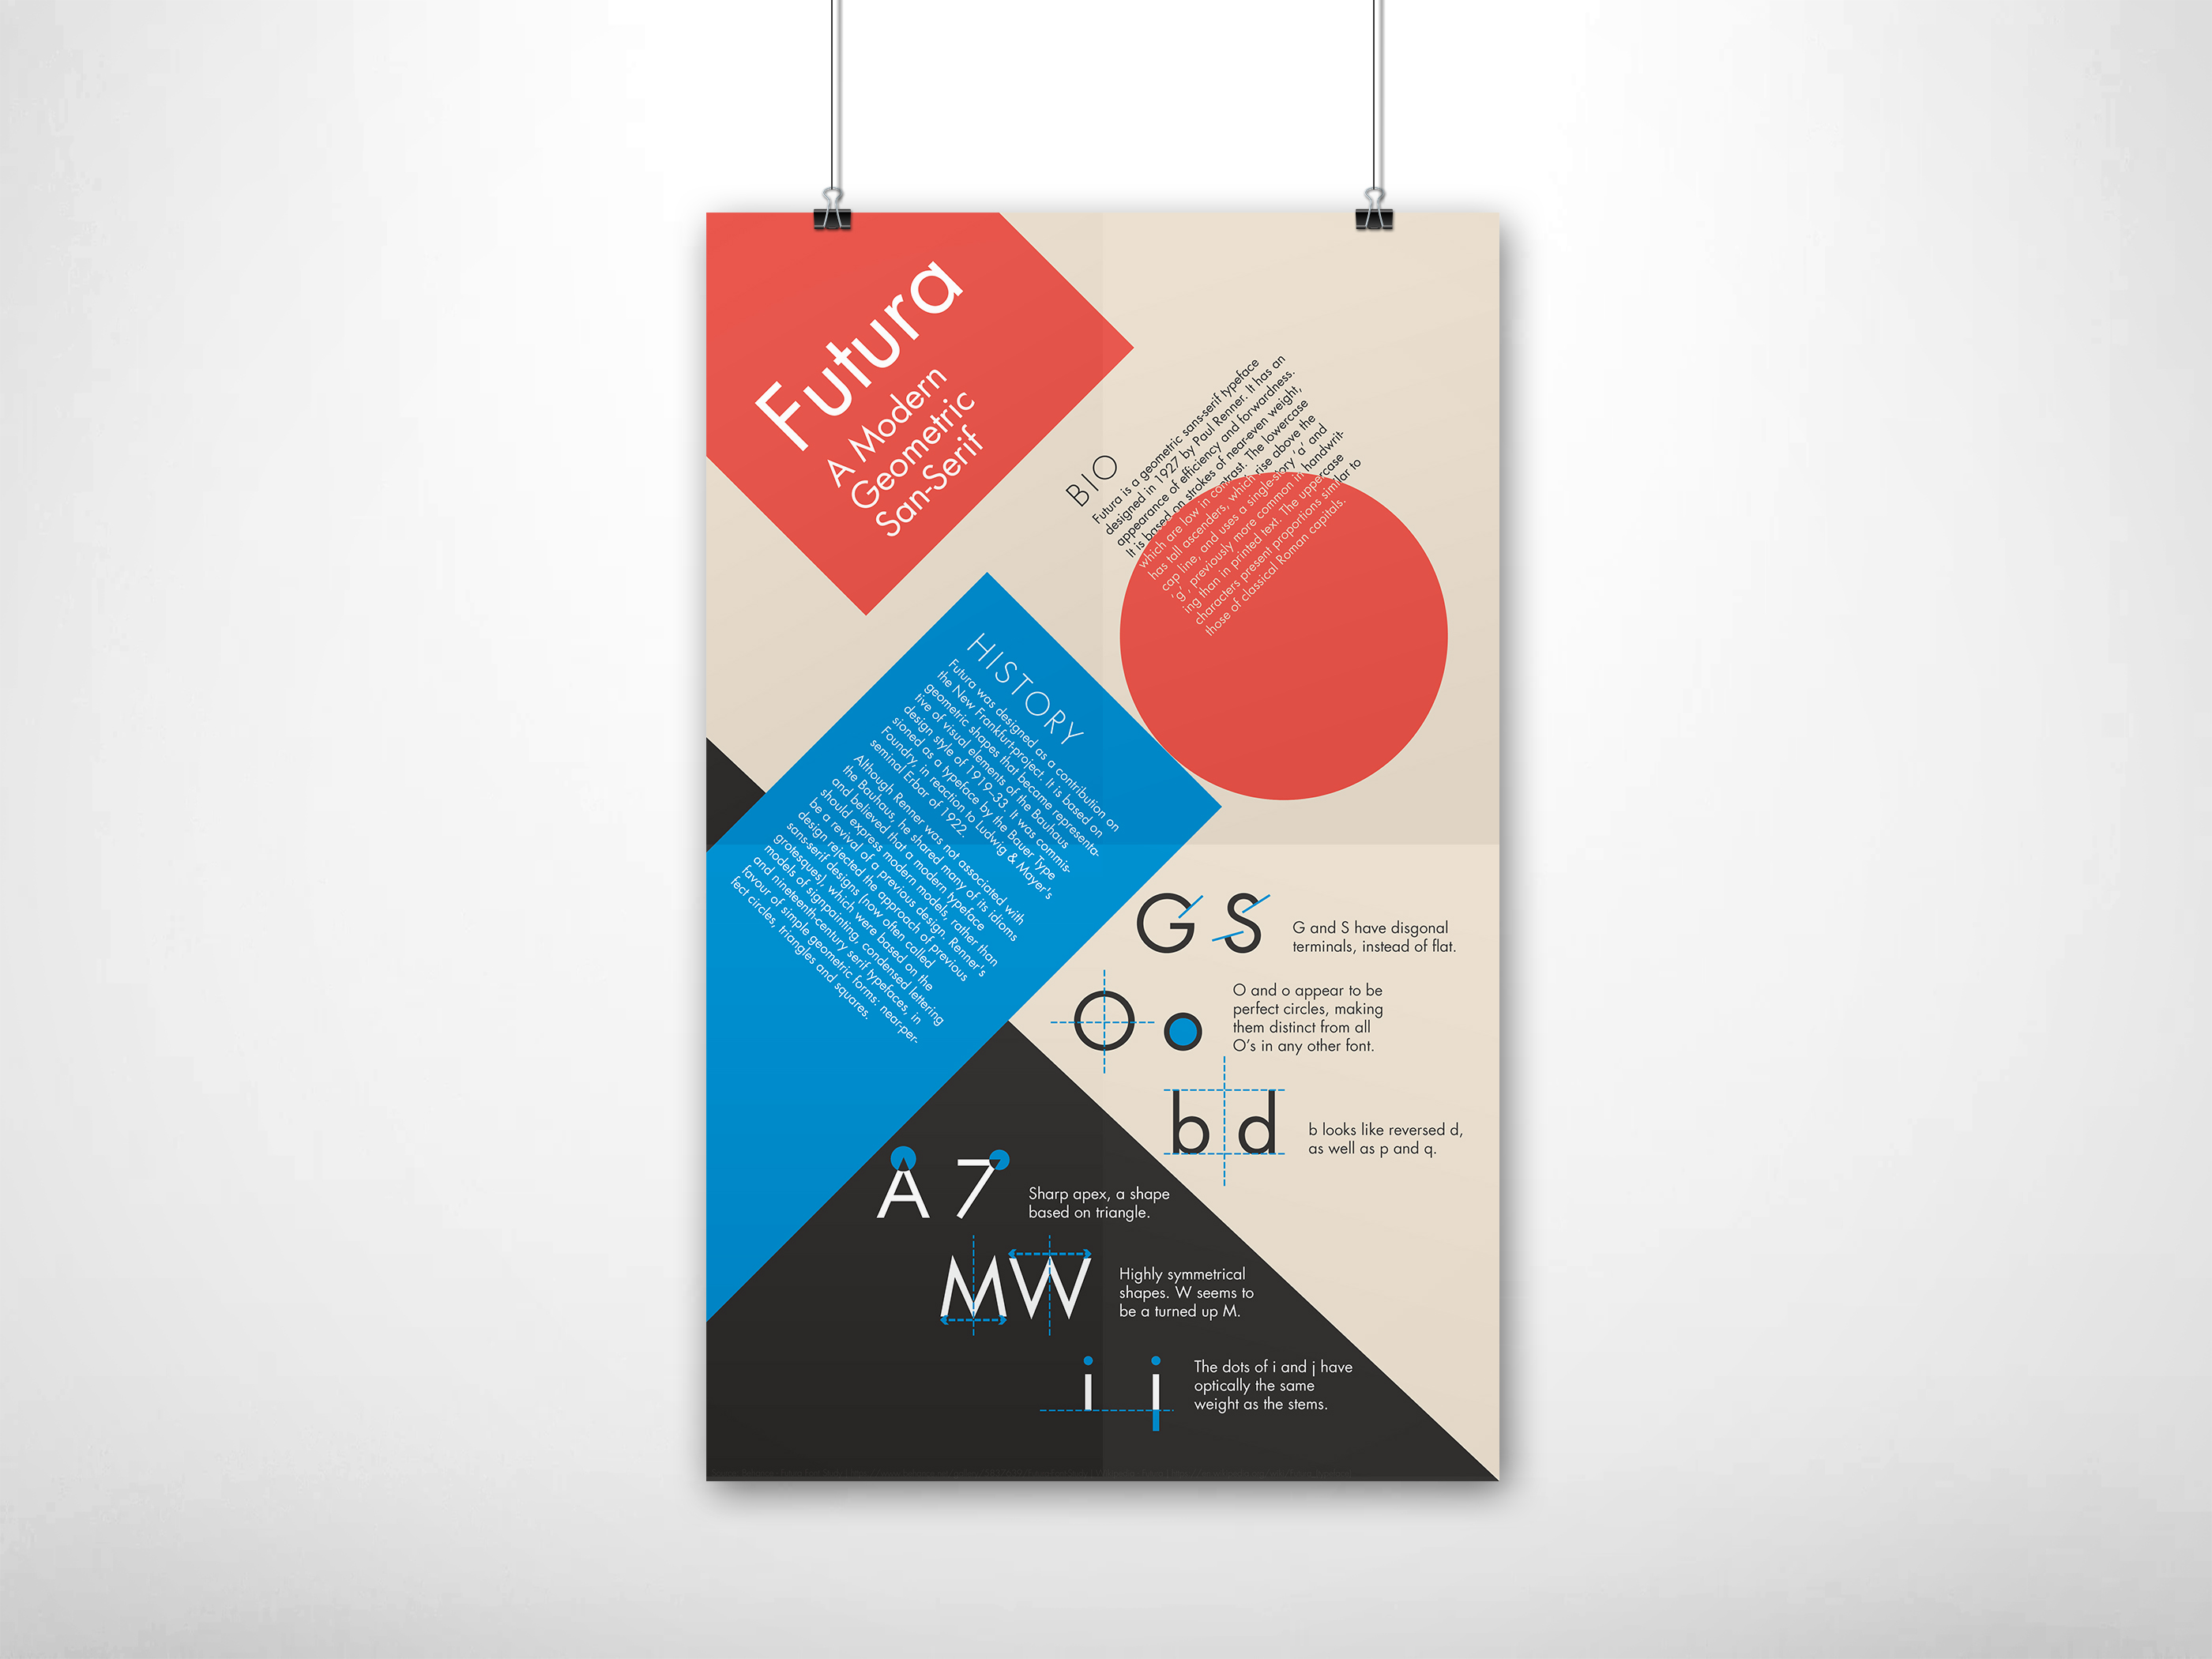 Futura
A Modern
Geometric
San-Serif
BIO
Futura is a geometric sans-serif typeface
designed in 1927 by Paul Renner. It has an
appearance of efficiency and forwardness.
It is based on strokes of near-even weight,
which are low in contrast. The lowercase
has tall ascenders, which rise above the
cap line, and uses a single-story 'a' and
'g', previously more common in handwrit-
ing than in printed text. The uppercase
characters present proportions similar to
those of classical Roman capitals.
HISTORY
Futura was designed as a contribution on
the New Frankfurt-project. It is based on
geometric shapes that became representa-
tive of visual elements of the Bauhaus
design style of 1919–33. It was commis-
sioned as a typeface by the Bauer Type
Foundry, in reaction to Ludwig & Mayer's
seminal Erbar of 1922.
Although Renner was not associated with
the Bauhaus, he shared many of its idioms
and believed that a modern typeface
should express modern models, rather than
be a revival of a previous design. Renner's
design rejected the approach of previous
sans-serif designs (now often called
grotesques), which were based on the
models of signpainting, condensed lettering
and nineteenth-century serif typefaces, in
favour of simple geometric forms: near-per-
fect circles, triangles and squares.
G S
G and S have disgonal
terminals, instead of flat.
O o
O and o appear to be
perfect circles, making
them distinct from all
O's in any other font.
b d
b looks like reversed d,
as well as p and q.
A 7
Sharp apex, a shape
based on triangle.
M W
Highly symmetrical
shapes. W seems to
be a turned up M.
i j
The dots of i and j have
optically the same
weight as the stems.